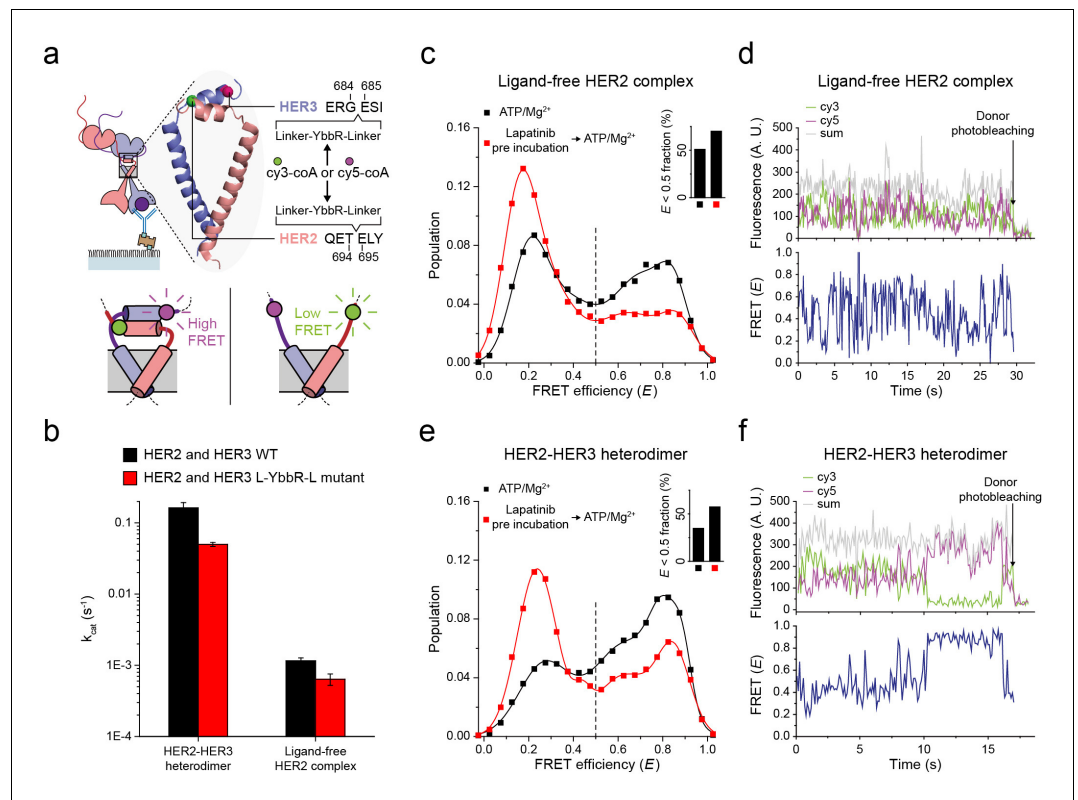 a
684 685
HER3 ERG ESI
Linker-YbbR-Linker
cy3-coA or cy5-coA
Linker-YbbR-Linker
HER2 QET ELY
694 695
High
FRET
Low
FRET
b
HER2 and HER3 WT
HER2 and HER3 L-YbbR-L mutant
kcat (s-1)
0.1
0.01
1E-3
1E-4
HER2-HER3
heterodimer
Ligand-free
HER2 complex
c
Ligand-free HER2 complex
ATP/Mg2+
Lapatinib
pre incubation → ATP/Mg2+
E < 0.5 fraction (%)
50
0
Population
0.16
0.12
0.08
0.04
0.00
0.0 0.2 0.4 0.6 0.8 1.0
FRET efficiency (E)
d
Ligand-free HER2 complex
cy3
cy5
sum
Donor
photobleaching
Fluorescence (A. U.)
500
400
300
200
100
0
FRET (E)
1.0
0.8
0.6
0.4
0.2
0.0
0 5 10 15 20 25 30
Time (s)
e
HER2-HER3 heterodimer
ATP/Mg2+
Lapatinib
pre incubation → ATP/Mg2+
E < 0.5 fraction (%)
50
0
Population
0.16
0.12
0.08
0.04
0.00
0.0 0.2 0.4 0.6 0.8 1.0
FRET efficiency (E)
f
HER2-HER3 heterodimer
cy3
cy5
sum
Donor
photobleaching
Fluorescence (A. U.)
500
400
300
200
100
0
FRET (E)
1.0
0.8
0.6
0.4
0.2
0.0
0 5 10 15
Time (s)